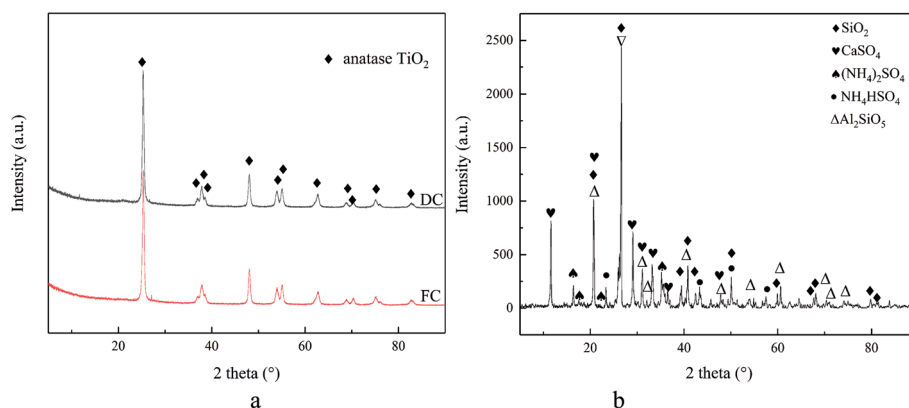 Intensity (a.u.)
♦ anatase TiO₂
DC
FC
20
40
60
80
2 theta (°)
a
Intensity (a.u.)
2500
2000
1500
1000
500
0
♦ SiO₂
♥ CaSO₄
♠ (NH₄)₂SO₄
● NH₄HSO₄
△ Al₂SiO₅
20
40
60
80
2 theta (°)
b